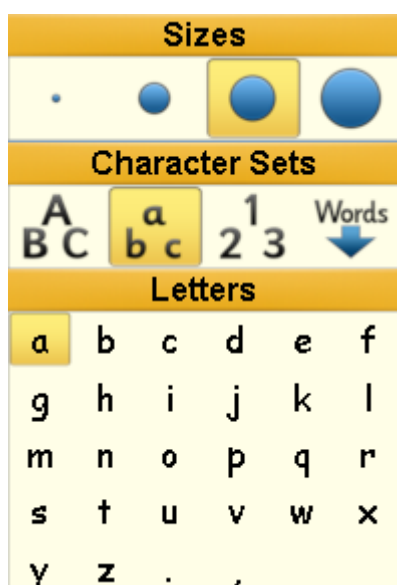 Sizes
Character Sets
A
B C
a
b c
1
2 3
Words
Letters
a b c d e f
g h i j k l
m n o p q r
s t u v w x
y z . ,